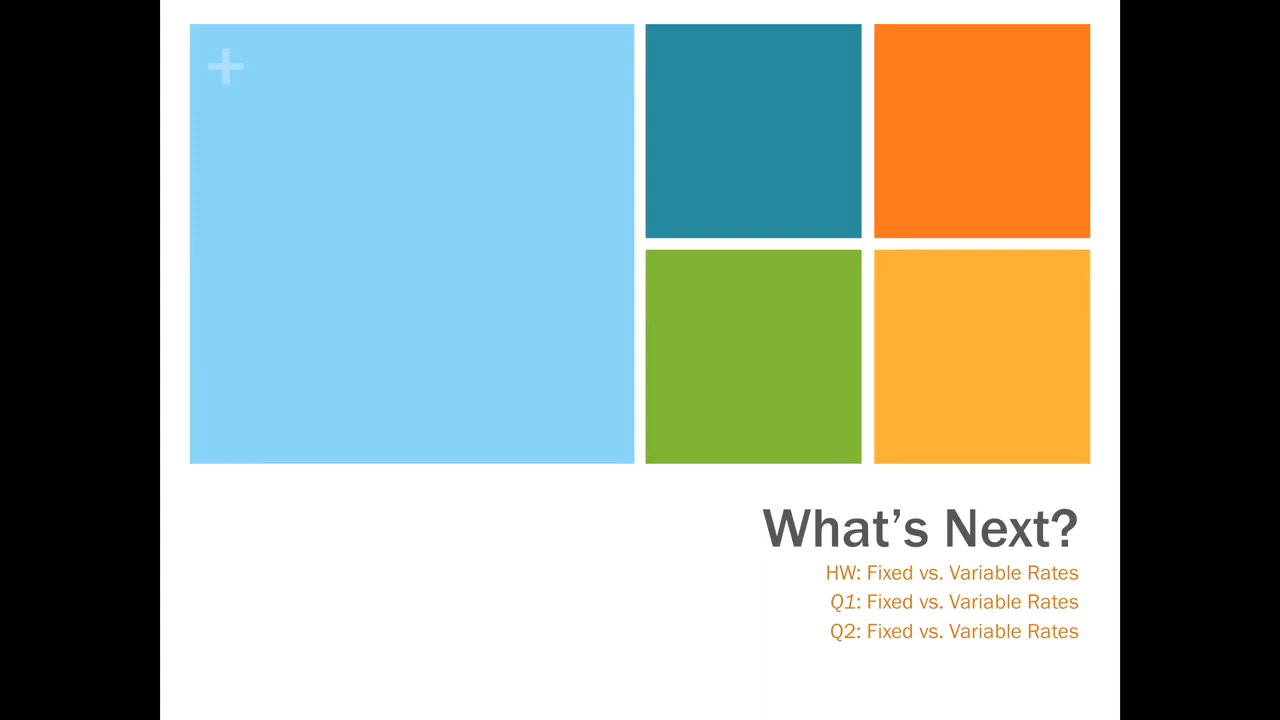 +
What’s Next?
HW: Fixed vs. Variable Rates
Q1: Fixed vs. Variable Rates
Q2: Fixed vs. Variable Rates